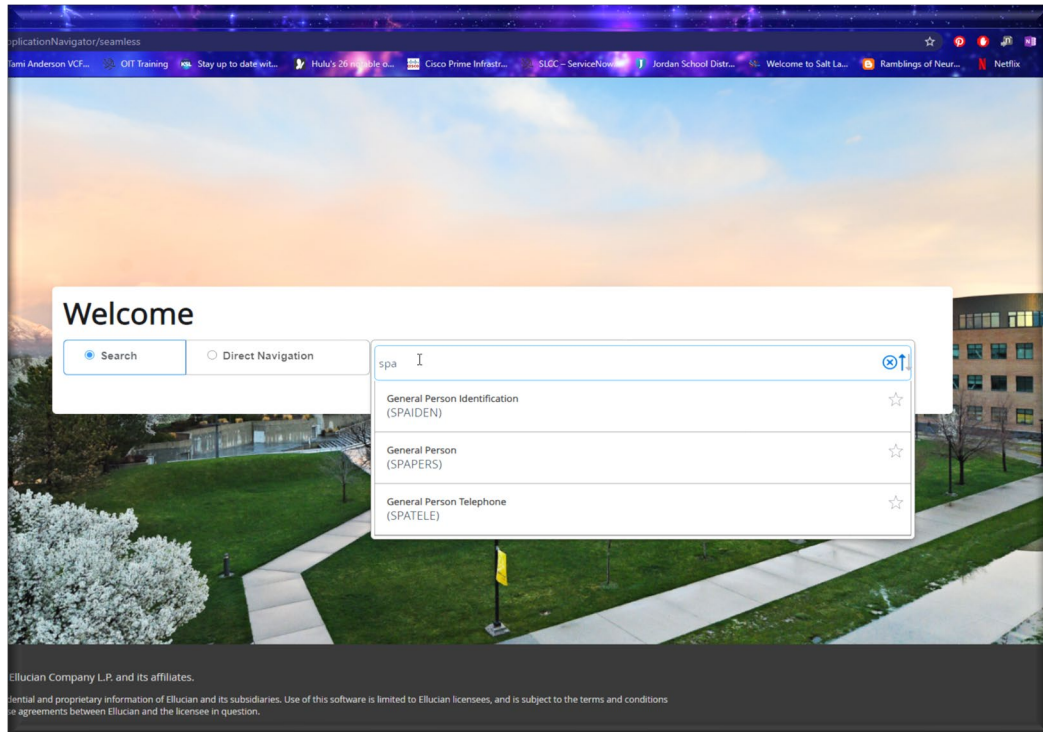 pplicationNavigator/seamless
Tami Anderson VCF... OIT Training Stay up to date wit... Hulu's 26 notable o... Cisco Prime Infrastr... SLCC – ServiceNow Jordan School Distr... Welcome to Salt La... Ramblings of Neur... Netflix
Welcome
Search Direct Navigation
spa
General Person Identification
(SPAIDEN)
General Person
(SPAPERS)
General Person Telephone
(SPATELE)
Ellucian Company L.P. and its affiliates.
dential and proprietary information of Ellucian and its subsidiaries. Use of this software is limited to Ellucian licensees, and is subject to the terms and conditions
se agreements between Ellucian and the licensee in question.